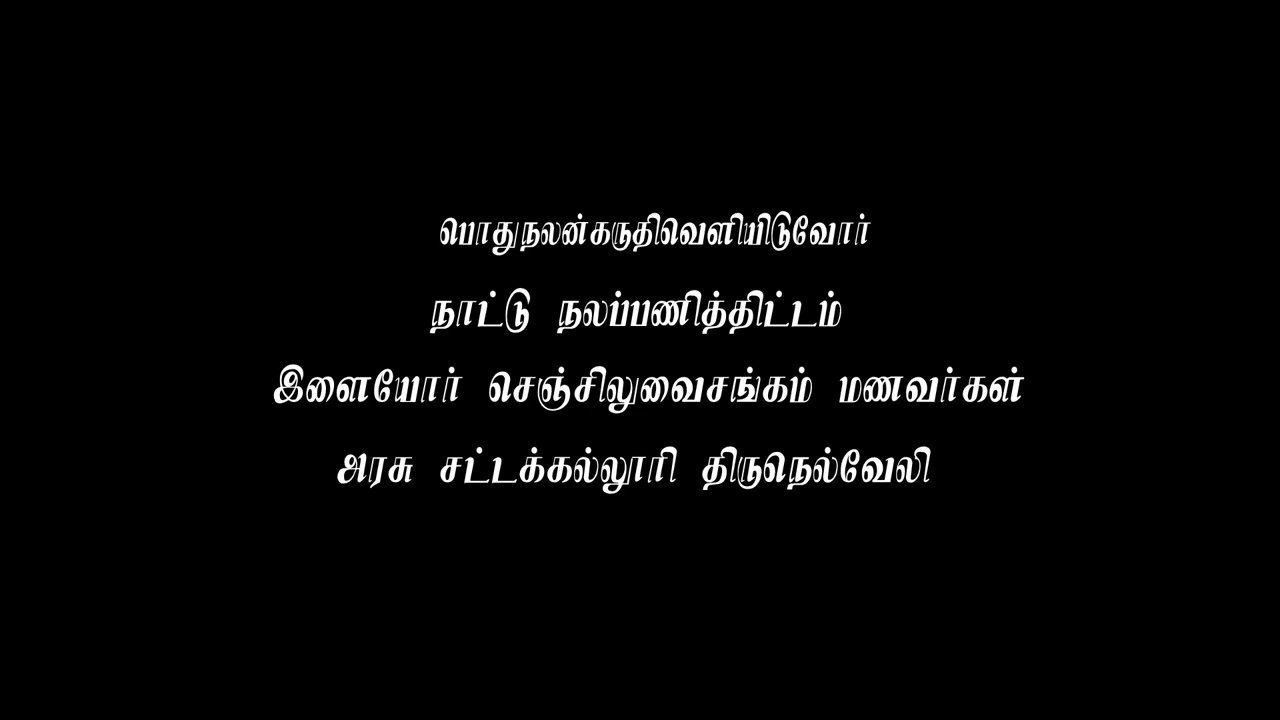 பொதுநலன்கருதிவெளியிடுவோர்
நாட்டு நலப்பணித்திட்டம்
இளையோர் செஞ்சிலுவைசங்கம் மணவர்கள்
அரசு சட்டக்கல்லூரி திருநெல்வேலி